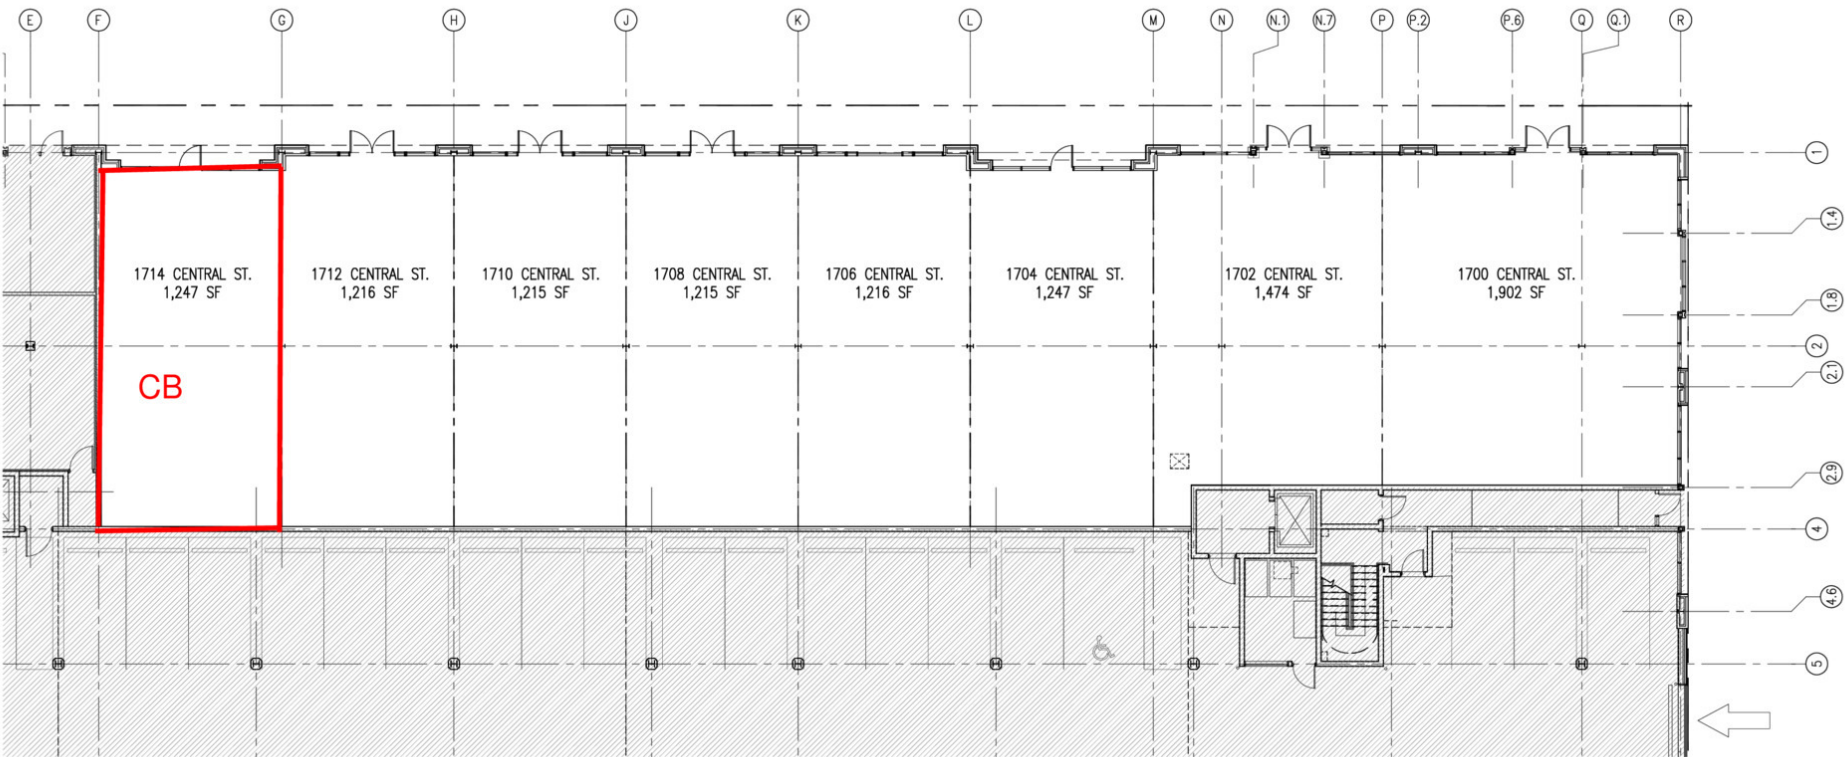 E F G H J K L M N N.1 N.7 P P.2 P.6 Q Q.1 R
1
1.4
1714 CENTRAL ST. 1712 CENTRAL ST. 1710 CENTRAL ST. 1708 CENTRAL ST. 1706 CENTRAL ST. 1704 CENTRAL ST. 1702 CENTRAL ST. 1700 CENTRAL ST.
1,247 SF 1,216 SF 1,215 SF 1,215 SF 1,216 SF 1,247 SF 1,474 SF 1,902 SF
1.8
2
2.1
CB
2.9
4
4.6
5